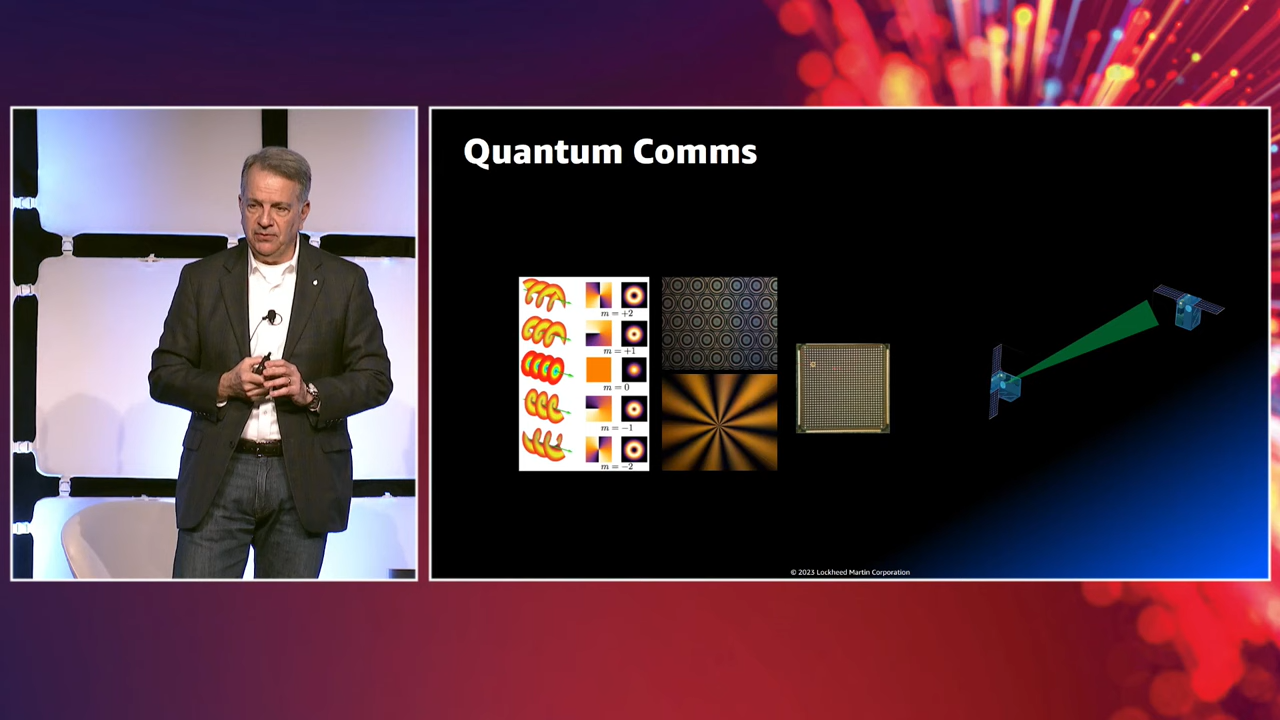 Quantum Comms
m = +2
m = +1
m = 0
m = −1
m = −2
© 2023 Lockheed Martin Corporation